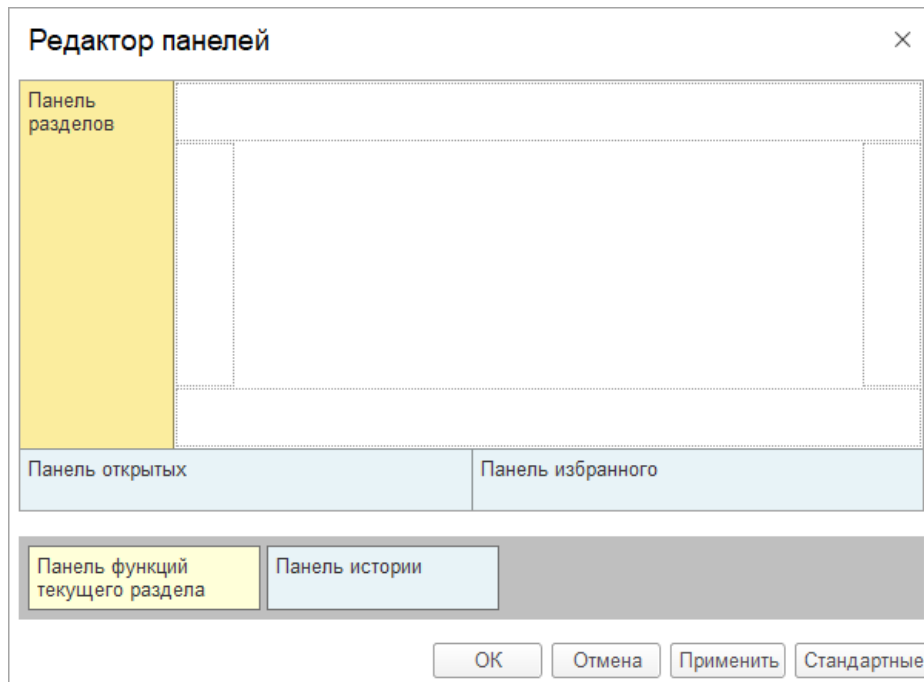 Редактор панелей
Панель
разделов
Панель открытых
Панель избранного
Панель функций
текущего раздела
Панель истории
ОК
Отмена
Применить
Стандартные